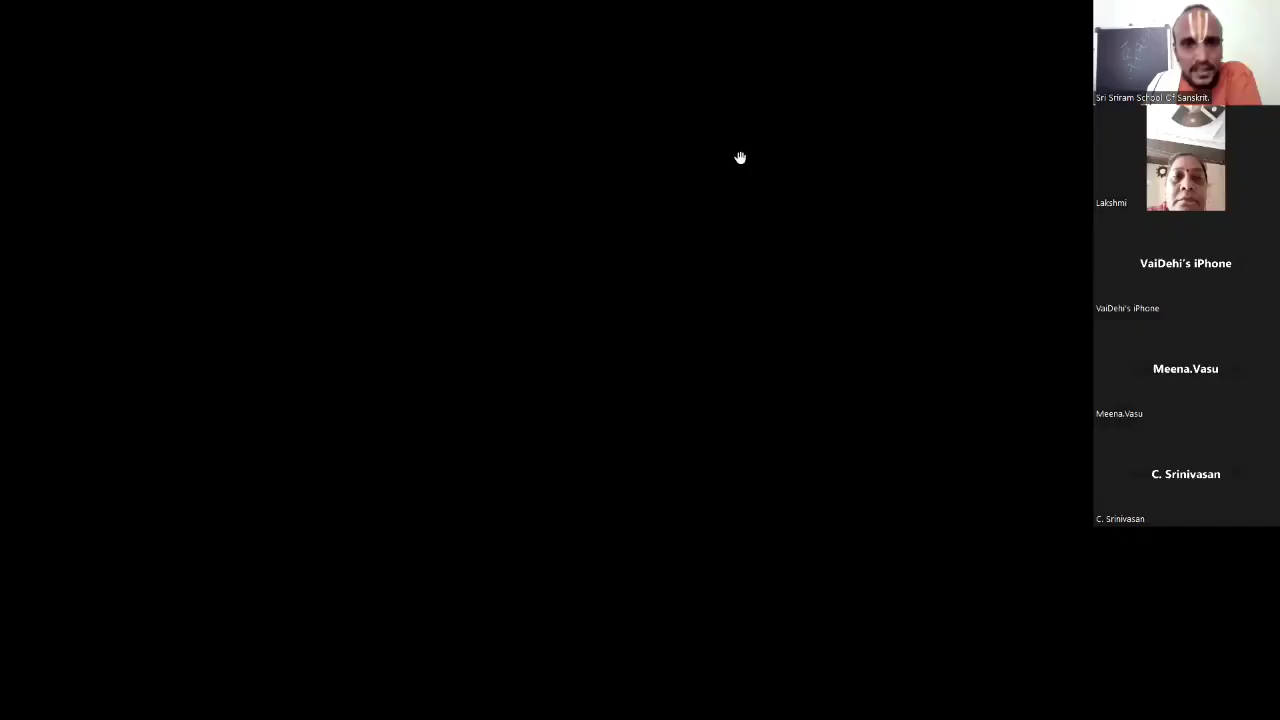 Sri Sriram School Of Sanskrit.
Lakshmi
VaiDehi's iPhone
VaiDehi's iPhone
Meena.Vasu
Meena.Vasu
C. Srinivasan
C. Srinivasan